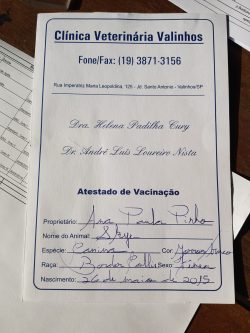 Clínica Veterinária Valinhos
Fone/Fax: (19) 3871-3156
Rua Imperatriz Maria Leopoldina, 125 - Jd. Santo Antonio - Valinhos/SP
Dra. Helena Padilha Cury
Dr. André Luis Loureiro Nista
Atestado de Vacinação
Proprietário: Ana Paula Pinho
Nome do Animal: Skye
Espécie: Canina Cor: Marrom/branco
Raça: Border Collie Sexo: Fêmea
Nascimento: 26 de maio de 2015